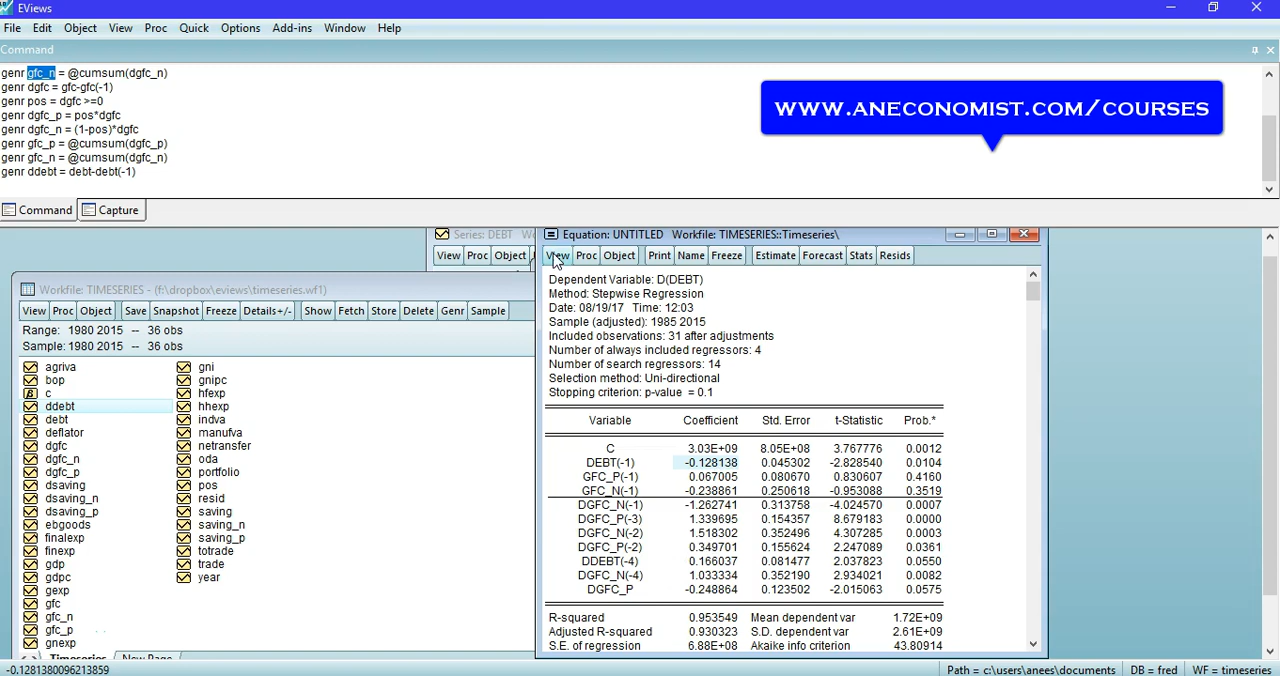 EViews
File Edit Object View Proc Quick Options Add-ins Window Help
Command
genr gfc_n = @cumsum(dgfc_n)
genr dgfc = gfc-gfc(-1)
genr pos = dgfc >=0
genr dgfc_p = pos*dgfc
genr dgfc_n = (1-pos)*dgfc
genr gfc_p = @cumsum(dgfc_p)
genr gfc_n = @cumsum(dgfc_n)
genr ddebt = debt-debt(-1)
WWW.ANECONOMIST.COM/COURSES
Command Capture
Series: DEBT
View Proc Object
Workfile: TIMESERIES - (f:\dropbox\eviews\timeseries.wf1)
View Proc Object Save Snapshot Freeze Details+/- Show Fetch Store Delete Genr Sample
Range: 1980 2015 -- 36 obs
Sample: 1980 2015 -- 36 obs
agriva
bop
c
ddebt
debt
deflator
dgfc
dgfc_n
dgfc_p
dsaving
dsaving_n
dsaving_p
ebgoods
finalexp
finexp
gdp
gdpc
gexp
gfc
gfc_n
gfc_p
gnexp
gni
gnipc
hfexp
hhexp
indva
manufva
netransfer
oda
portfolio
pos
resid
saving
saving_n
saving_p
totrade
trade
year
Timeseries New Page
Equation: UNTITLED Workfile: TIMESERIES::Timeseries\
View Proc Object Print Name Freeze Estimate Forecast Stats Resids
Dependent Variable: D(DEBT)
Method: Stepwise Regression
Date: 08/19/17 Time: 12:03
Sample (adjusted): 1985 2015
Included observations: 31 after adjustments
Number of always included regressors: 4
Number of search regressors: 14
Selection method: Uni-directional
Stopping criterion: p-value = 0.1
Variable Coefficient Std. Error t-Statistic Prob.*
C 3.03E+09 8.05E+08 3.767776 0.0012
DEBT(-1) -0.128138 0.045302 -2.828540 0.0104
GFC_P(-1) 0.067005 0.080670 0.830607 0.4160
GFC_N(-1) -0.238861 0.250618 -0.953088 0.3519
DGFC_N(-1) -1.262741 0.313758 -4.024570 0.0007
DGFC_P(-3) 1.339695 0.154357 8.679183 0.0000
DGFC_N(-2) 1.518302 0.352496 4.307285 0.0003
DGFC_P(-2) 0.349701 0.155624 2.247089 0.0361
DDEBT(-4) 0.166037 0.081477 2.037823 0.0550
DGFC_N(-4) 1.033334 0.352190 2.934021 0.0082
DGFC_P -0.248864 0.123502 -2.015063 0.0575
R-squared 0.953549 Mean dependent var 1.72E+09
Adjusted R-squared 0.930323 S.D. dependent var 2.61E+09
S.E. of regression 6.88E+08 Akaike info criterion 43.80914
-0.1281380096213859
Path = c:\users\anees\documents DB = fred WF = timeseries